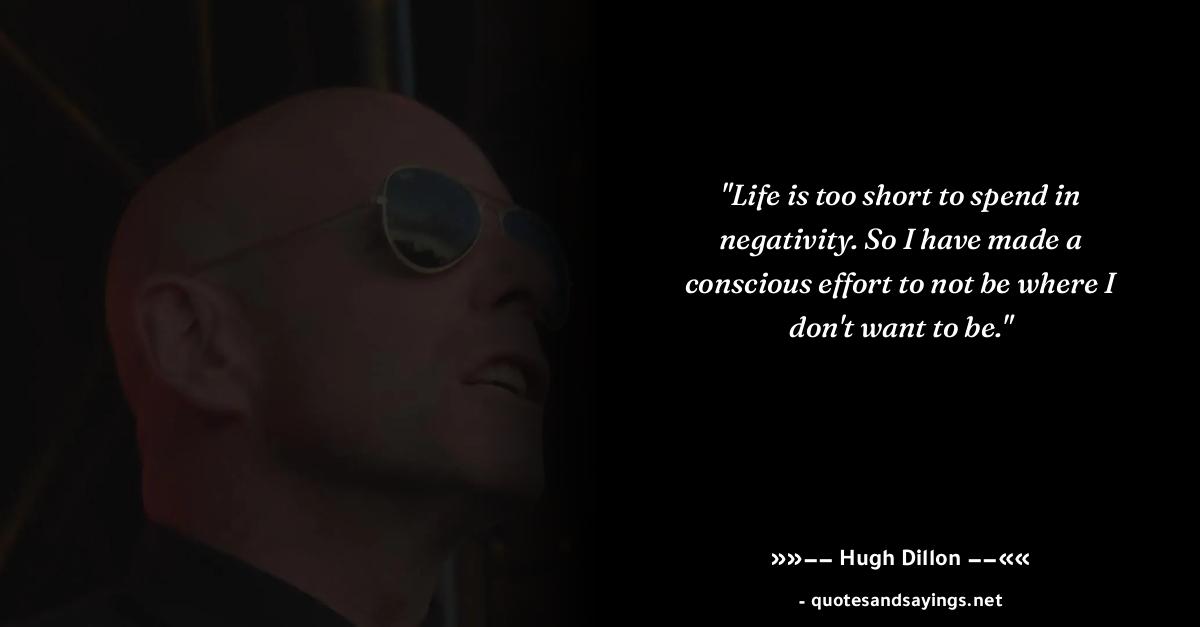 "Life is too short to spend in
negativity. So I have made a
conscious effort to not be where I
don't want to be."
»»−− Hugh Dillon −−««
- quotesandsayings.net